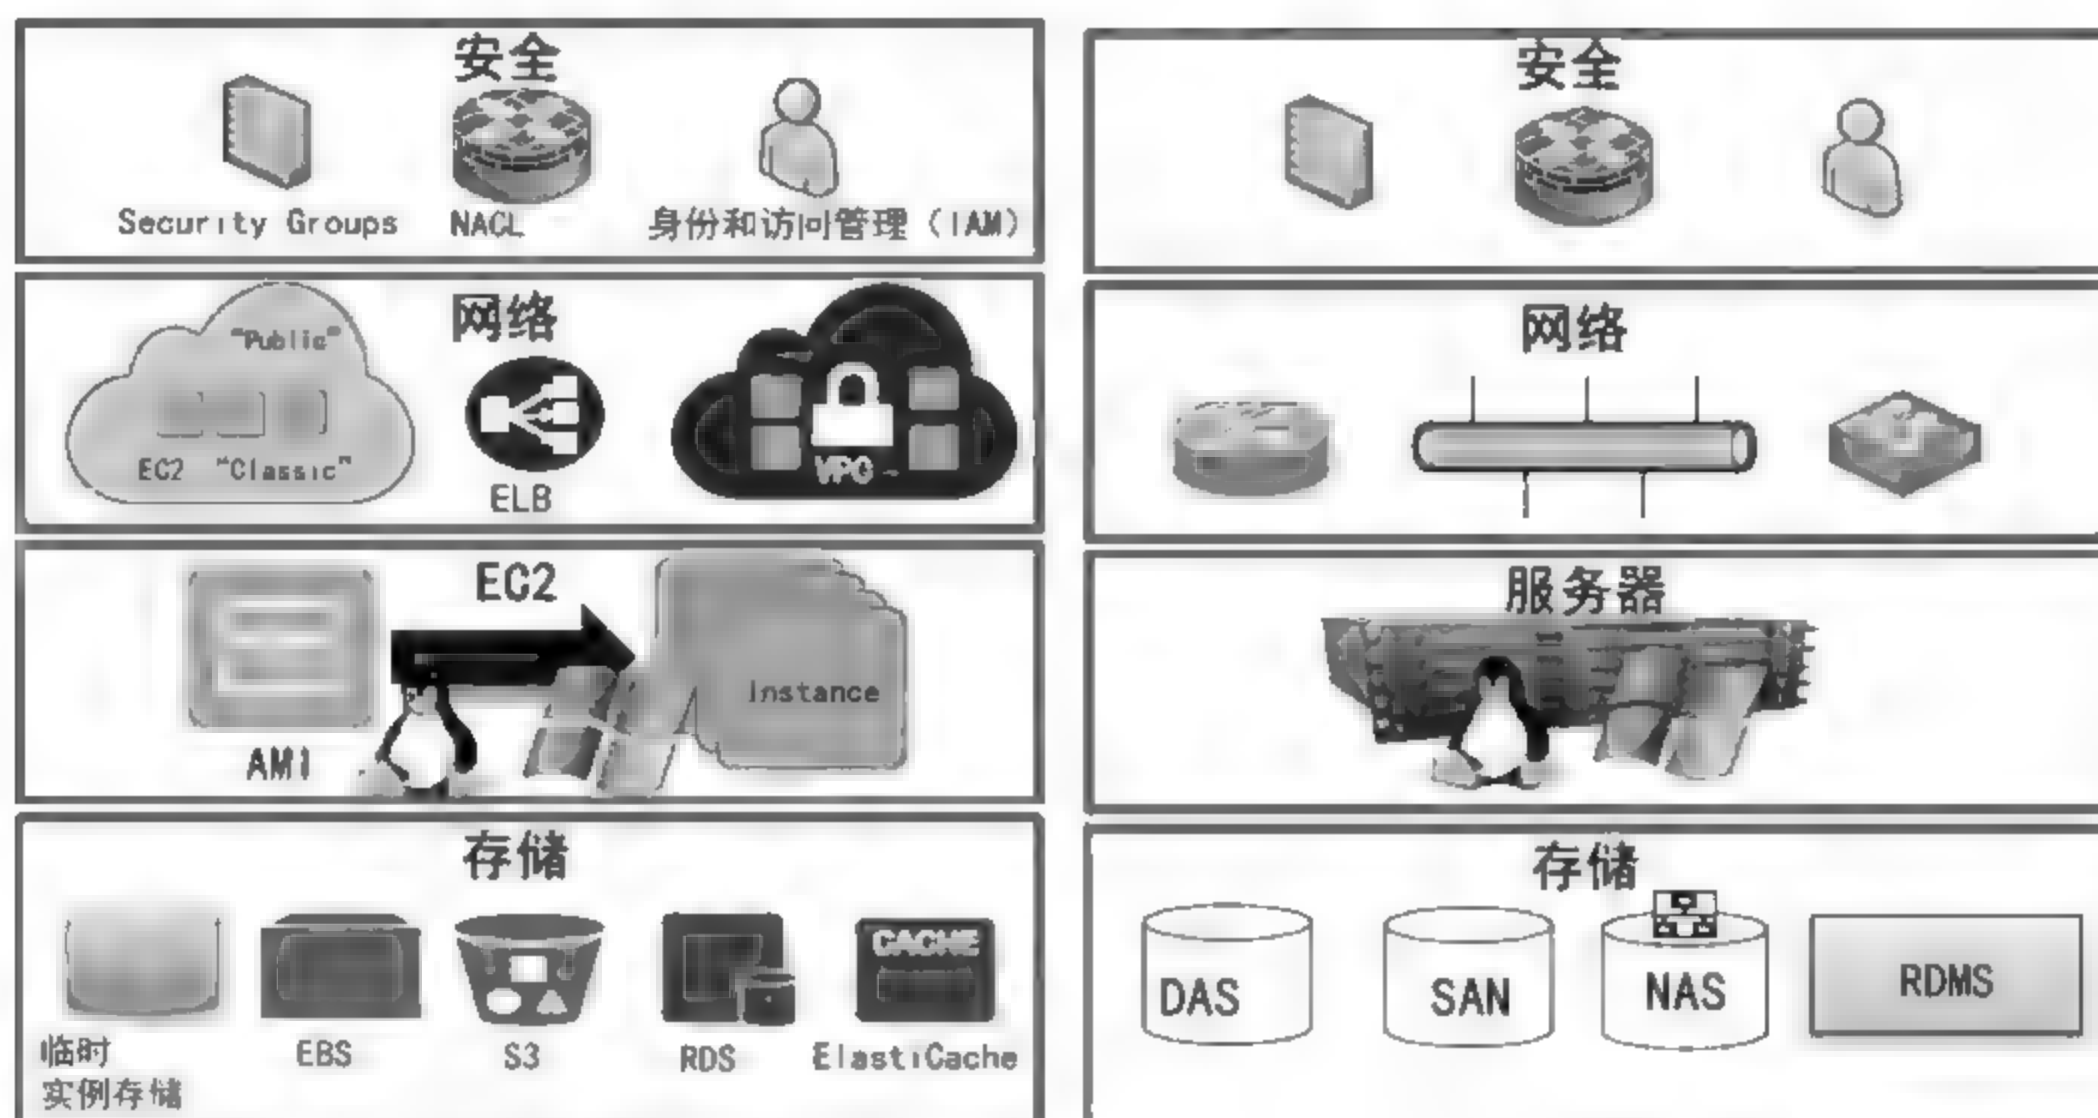 安全
Security Groups
NACL
身份和访问管理（IAM）
网络
“Public”
EC2 “Classic”
ELB
VPC
EC2
AMI
Instance
存储
临时
实例存储
EBS
S3
RDS
ElastiCache
CACHE
安全
网络
服务器
存储
DAS
SAN
NAS
RDMS